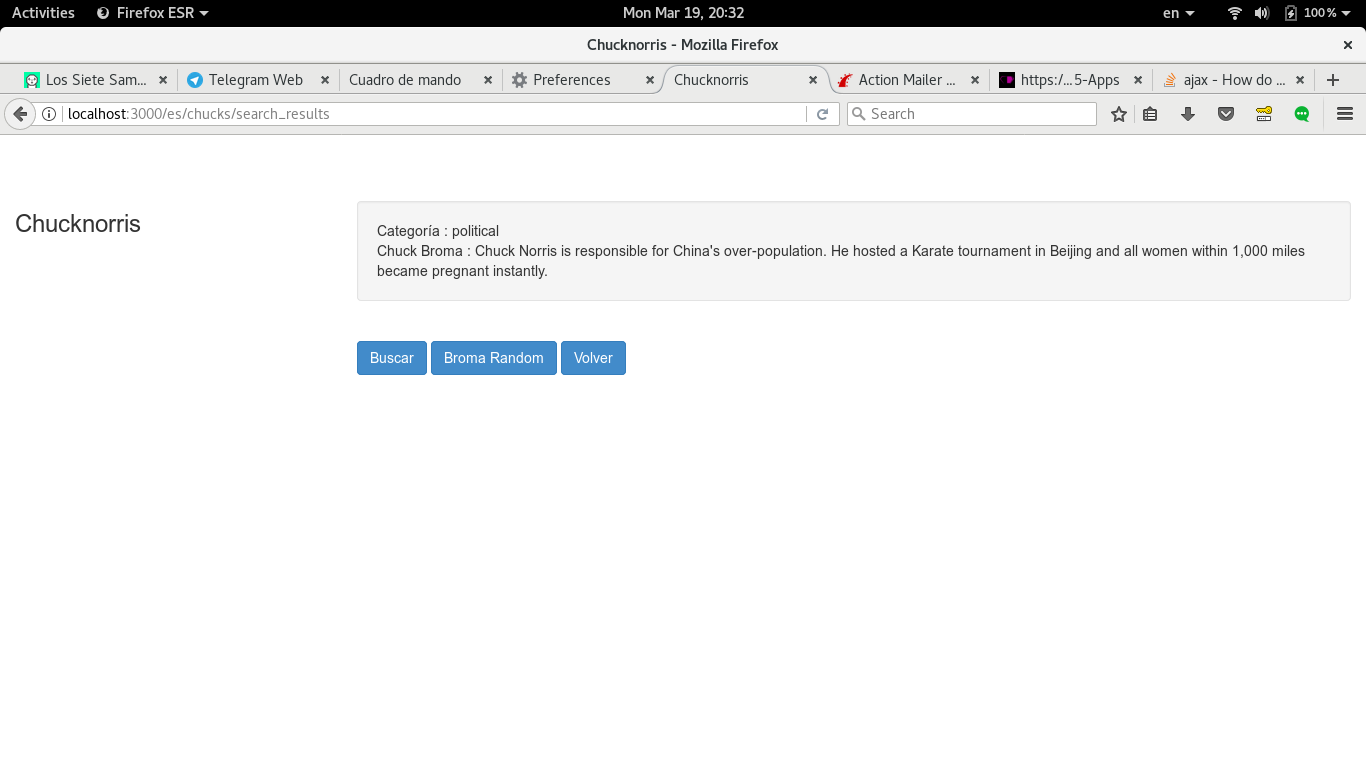 Activities Firefox ESR Mon Mar 19, 20:32 en 100%
Chucknorris - Mozilla Firefox
Los Siete Sam... Telegram Web Cuadro de mando Preferences Chucknorris Action Mailer ... https:/...5-Apps ajax - How do ...
localhost:3000/es/chucks/search_results Search
Chucknorris
Categoría : political
Chuck Broma : Chuck Norris is responsible for China's over-population. He hosted a Karate tournament in Beijing and all women within 1,000 miles
became pregnant instantly.
Buscar Broma Random Volver